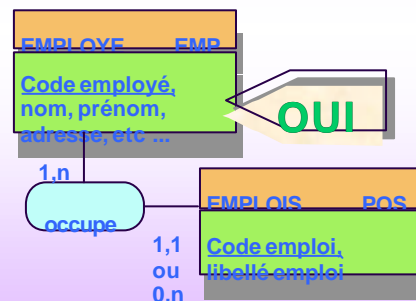 EMPLOYE EMP
Code employé,
nom, prénom,
adresse, etc ...
OUI
1,n
occupe
EMPLOIS POS
1,1
ou
0,n
Code emploi,
libellé emploi